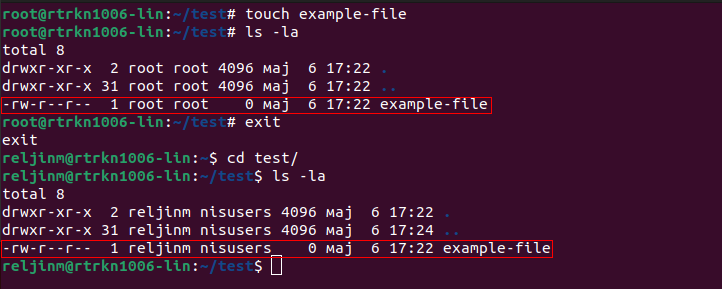 root@rtrkn1006-lin:~/test# touch example-file
root@rtrkn1006-lin:~/test# ls -la
total 8
drwxr-xr-x  2 root root 4096 мај  6 17:22 .
drwxr-xr-x 31 root root 4096 мај  6 17:22 ..
-rw-r--r--  1 root root    0 мај  6 17:22 example-file
root@rtrkn1006-lin:~/test# exit
exit
reljinm@rtrkn1006-lin:~$ cd test/
reljinm@rtrkn1006-lin:~/test$ ls -la
total 8
drwxr-xr-x  2 reljinm nisusers 4096 мај  6 17:22 .
drwxr-xr-x 31 reljinm nisusers 4096 мај  6 17:24 ..
-rw-r--r--  1 reljinm nisusers    0 мај  6 17:22 example-file
reljinm@rtrkn1006-lin:~/test$